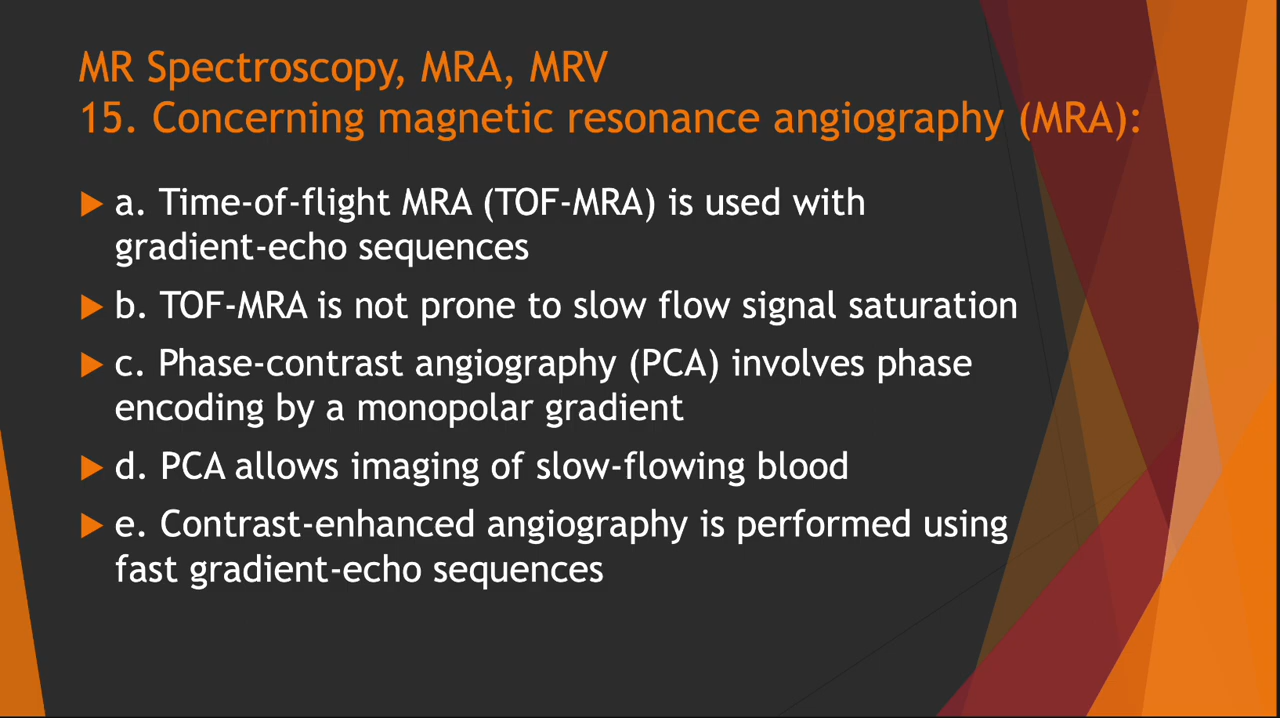 MR Spectroscopy, MRA, MRV
15. Concerning magnetic resonance angiography (MRA):
a. Time-of-flight MRA (TOF-MRA) is used with
gradient-echo sequences
b. TOF-MRA is not prone to slow flow signal saturation
c. Phase-contrast angiography (PCA) involves phase
encoding by a monopolar gradient
d. PCA allows imaging of slow-flowing blood
e. Contrast-enhanced angiography is performed using
fast gradient-echo sequences